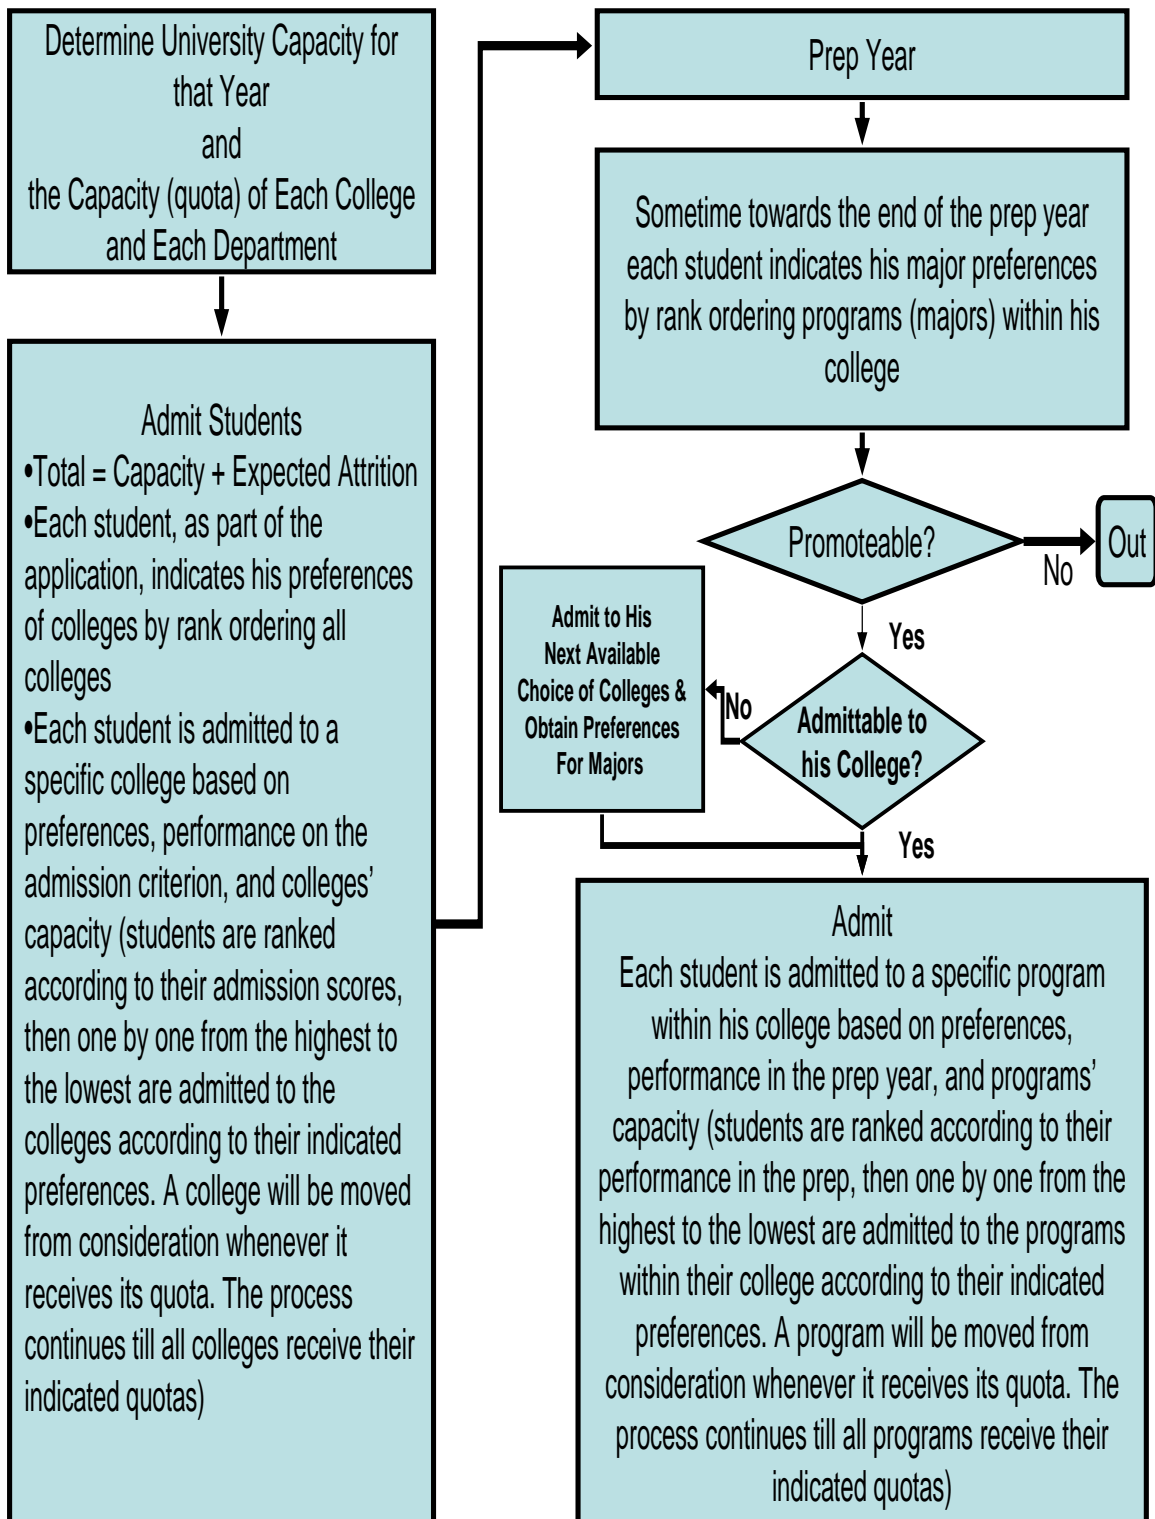 Determine University Capacity for
that Year
and
the Capacity (quota) of Each College
and Each Department
Admit Students
•Total = Capacity + Expected Attrition
•Each student, as part of the
application, indicates his preferences
of colleges by rank ordering all
colleges
•Each student is admitted to a
specific college based on
preferences, performance on the
admission criterion, and colleges’
capacity (students are ranked
according to their admission scores,
then one by one from the highest to
the lowest are admitted to the
colleges according to their indicated
preferences. A college will be moved
from consideration whenever it
receives its quota. The process
continues till all colleges receive their
indicated quotas)
Prep Year
Sometime towards the end of the prep year
each student indicates his major preferences
by rank ordering programs (majors) within his
college
Promoteable?
No
Out
Yes
Admittable to
his College?
No
Admit to His
Next Available
Choice of Colleges &
Obtain Preferences
For Majors
Yes
Admit
Each student is admitted to a specific program
within his college based on preferences,
performance in the prep year, and programs’
capacity (students are ranked according to their
performance in the prep, then one by one from the
highest to the lowest are admitted to the programs
within their college according to their indicated
preferences. A program will be moved from
consideration whenever it receives its quota. The
process continues till all programs receive their
indicated quotas)